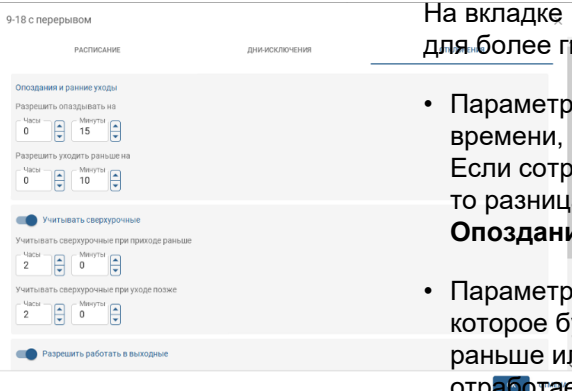 9-18 с перерывом
РАСПИСАНИЕ
ДНИ-ИСКЛЮЧЕНИЯ
Опоздания и ранние уходы
Разрешить опаздывать на
Часы Минуты
0 15
Разрешить уходить раньше на
Часы Минуты
0 10
Учитывать сверхурочные
Учитывать сверхурочные при приходе раньше
Часы Минуты
2 0
Учитывать сверхурочные при уходе позже
Часы Минуты
2 0
Разрешить работать в выходные
На вкладке
для более
• Параметр
времени,
Если сотр
то разниц
Опоздани
• Параметр
которое б
раньше ил
отработае